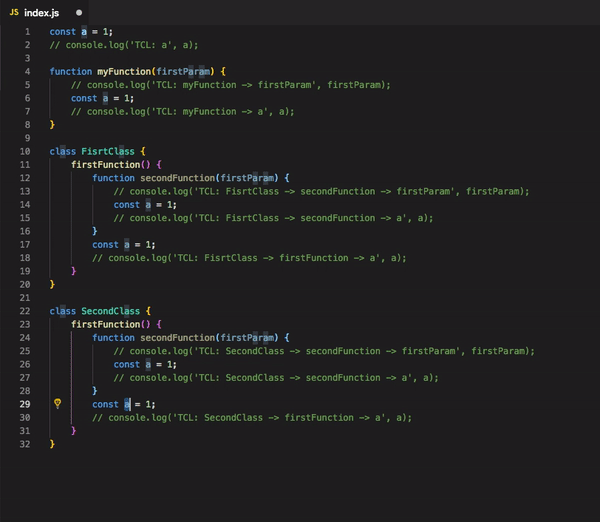 JS index.js
1 const a = 1;
2 // console.log('TCL: a', a);
3
4 function myFunction(firstParam) {
5     // console.log('TCL: myFunction -> firstParam', firstParam);
6     const a = 1;
7     // console.log('TCL: myFunction -> a', a);
8 }
9
10 class FisrtClass {
11     firstFunction() {
12         function secondFunction(firstParam) {
13             // console.log('TCL: FisrtClass -> secondFunction -> firstParam', firstParam);
14             const a = 1;
15             // console.log('TCL: FisrtClass -> secondFunction -> a', a);
16         }
17         const a = 1;
18         // console.log('TCL: FisrtClass -> firstFunction -> a', a);
19     }
20 }
21
22 class SecondClass {
23     firstFunction() {
24         function secondFunction(firstParam) {
25             // console.log('TCL: SecondClass -> secondFunction -> firstParam', firstParam);
26             const a = 1;
27             // console.log('TCL: SecondClass -> secondFunction -> a', a);
28         }
29         const a = 1;
30         // console.log('TCL: SecondClass -> firstFunction -> a', a);
31     }
32 }